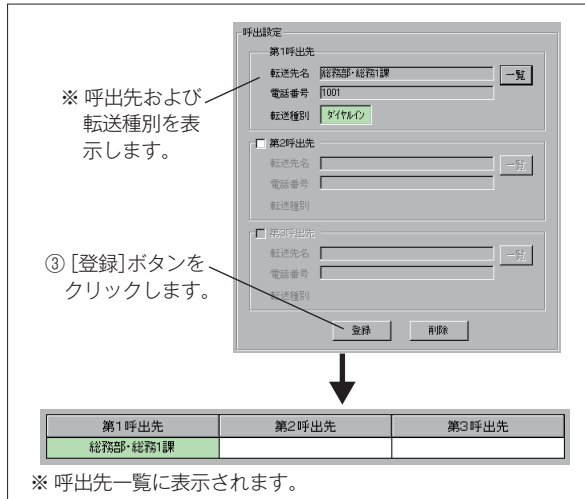 呼出設定
第1呼出先
転送先名 総務部・総務1課 一覧
電話番号 1001
転送種別 ダイヤルイン
※ 呼出先および
転送種別を表
示します。
第2呼出先
転送先名 一覧
電話番号
転送種別
第3呼出先
転送先名 一覧
電話番号
転送種別
③ [登録]ボタンを
クリックします。
登録 削除
第1呼出先 第2呼出先 第3呼出先
総務部・総務1課
※ 呼出先一覧に表示されます。